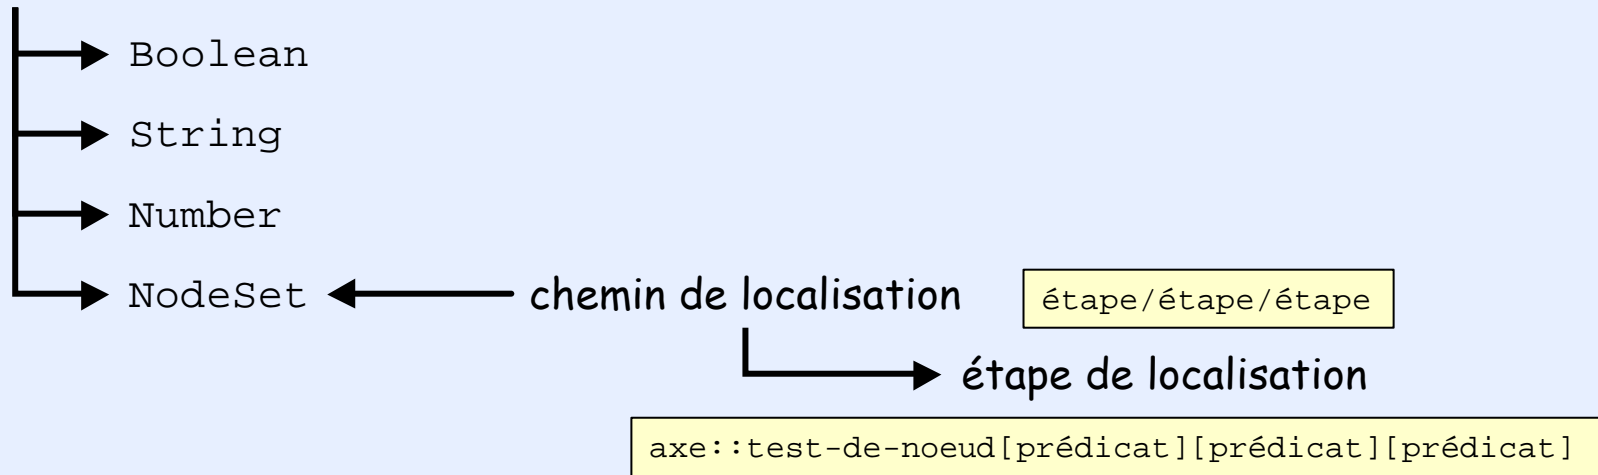 Boolean
String
Number
NodeSet
chemin de localisation
étape/étape/étape
étape de localisation
axe::test-de-noeud[prédicat][prédicat][prédicat]